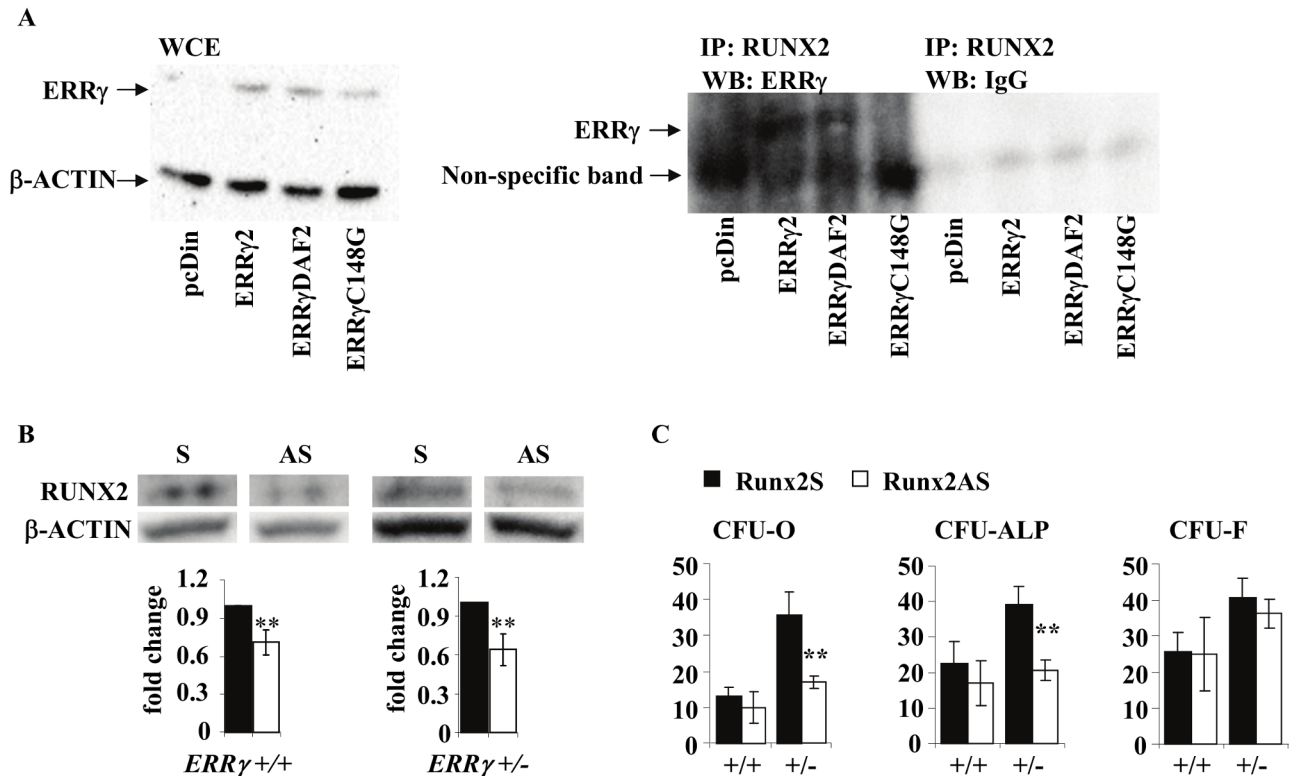 A
WCE
ERRγ
β-ACTIN
pcDin
ERRγ2
ERRγDAF2
ERRγC148G
IP: RUNX2
WB: ERRγ
IP: RUNX2
WB: IgG
ERRγ
Non-specific band
pcDin
ERRγ2
ERRγDAF2
ERRγC148G
pcDin
ERRγ2
ERRγDAF2
ERRγC148G
B
S AS S AS
RUNX2
β-ACTIN
fold change
1.2
0.9
0.6
0.3
0
**
ERRγ +/+
fold change
1.2
0.9
0.6
0.3
0
**
ERRγ +/-
C
Runx2S Runx2AS
CFU-O
50
40
30
20
10
0
**
+/+ +/-
CFU-ALP
50
40
30
20
10
0
**
+/+ +/-
CFU-F
50
40
30
20
10
0
+/+ +/-